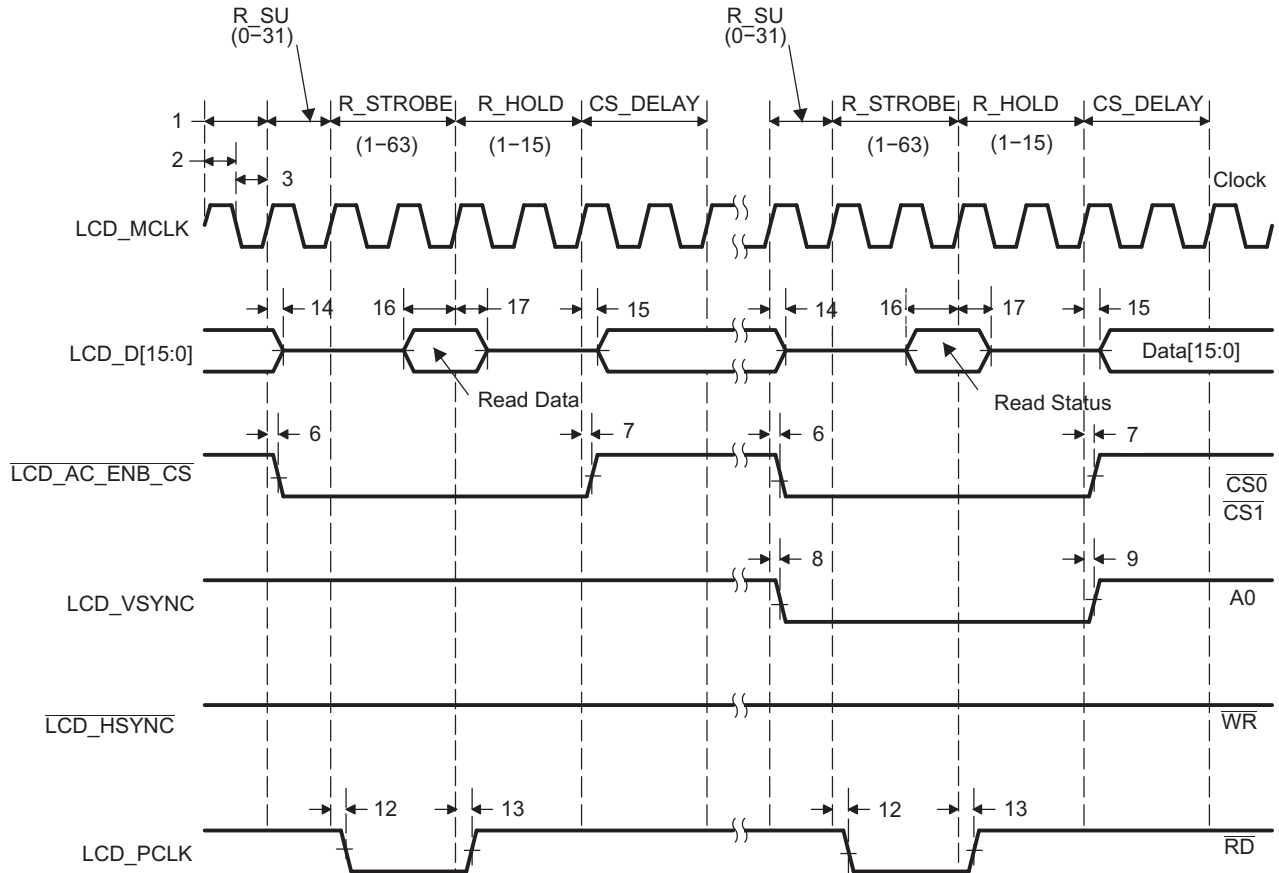 R_SU
(0−31)
R_SU
(0−31)
R_STROBE R_HOLD CS_DELAY R_STROBE R_HOLD CS_DELAY
1
(1−63) (1−15) (1−63) (1−15)
2
3
Clock
LCD_MCLK
14 16 17 15 14 16 17 15
LCD_D[15:0]
Data[15:0]
Read Data
Read Status
6 7 6 7
LCD_AC_ENB_CS
CS0
CS1
8 9
LCD_VSYNC
A0
LCD_HSYNC
WR
12 13 12 13
LCD_PCLK
RD